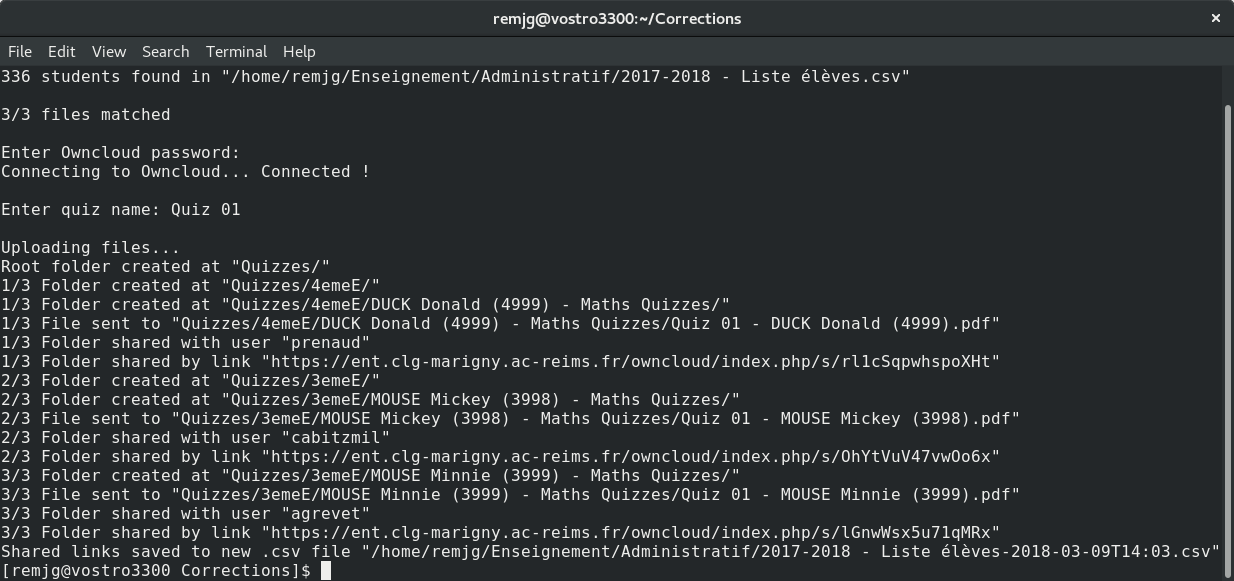 remjg@vostro3300:~/Corrections ×
File Edit View Search Terminal Help
336 students found in "/home/remjg/Enseignement/Administratif/2017-2018 - Liste élèves.csv"
3/3 files matched
Enter Owncloud password:
Connecting to Owncloud... Connected !
Enter quiz name: Quiz 01
Uploading files...
Root folder created at "Quizzes/"
1/3 Folder created at "Quizzes/4emeE/"
1/3 Folder created at "Quizzes/4emeE/DUCK Donald (4999) - Maths Quizzes/"
1/3 File sent to "Quizzes/4emeE/DUCK Donald (4999) - Maths Quizzes/Quiz 01 - DUCK Donald (4999).pdf"
1/3 Folder shared with user "prenaud"
1/3 Folder shared by link "https://ent.clg-marigny.ac-reims.fr/owncloud/index.php/s/rl1cSqpwhspoXHt"
2/3 Folder created at "Quizzes/3emeE/"
2/3 Folder created at "Quizzes/3emeE/MOUSE Mickey (3998) - Maths Quizzes/"
2/3 File sent to "Quizzes/3emeE/MOUSE Mickey (3998) - Maths Quizzes/Quiz 01 - MOUSE Mickey (3998).pdf"
2/3 Folder shared with user "cabitzmil"
2/3 Folder shared by link "https://ent.clg-marigny.ac-reims.fr/owncloud/index.php/s/OhYtVuV47vwOo6x"
3/3 Folder created at "Quizzes/3emeE/MOUSE Minnie (3999) - Maths Quizzes/"
3/3 File sent to "Quizzes/3emeE/MOUSE Minnie (3999) - Maths Quizzes/Quiz 01 - MOUSE Minnie (3999).pdf"
3/3 Folder shared with user "agrevet"
3/3 Folder shared by link "https://ent.clg-marigny.ac-reims.fr/owncloud/index.php/s/lGnwWsx5u71qMRx"
Shared links saved to new .csv file "/home/remjg/Enseignement/Administratif/2017-2018 - Liste élèves-2018-03-09T14:03.csv"
[remjg@vostro3300 Corrections]$